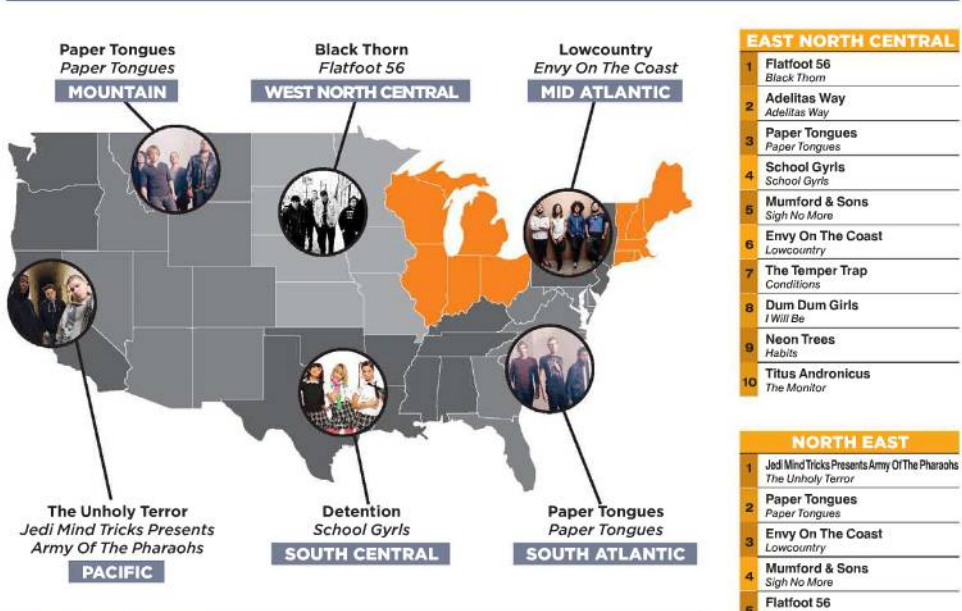 Paper Tongues
Paper Tongues
MOUNTAIN
Black Thorn
Flatfoot 56
WEST NORTH CENTRAL
Lowcountry
Envy On The Coast
MID ATLANTIC
The Unholy Terror
Jedi Mind Tricks Presents
Army Of The Pharaohs
PACIFIC
Detention
School Gyrls
SOUTH CENTRAL
Paper Tongues
Paper Tongues
SOUTH ATLANTIC
EAST NORTH CENTRAL
1 Flatfoot 56
Black Thorn
2 Adelitas Way
Adelitas Way
3 Paper Tongues
Paper Tongues
4 School Gyrls
School Gyrls
5 Mumford & Sons
Sigh No More
6 Envy On The Coast
Lowcountry
7 The Temper Trap
Conditions
8 Dum Dum Girls
I Will Be
9 Neon Trees
Habits
10 Titus Andronicus
The Monitor
NORTH EAST
1 Jedi Mind Tricks Presents Army Of The Pharaohs
The Unholy Terror
2 Paper Tongues
Paper Tongues
3 Envy On The Coast
Lowcountry
4 Mumford & Sons
Sigh No More
5 Flatfoot 56